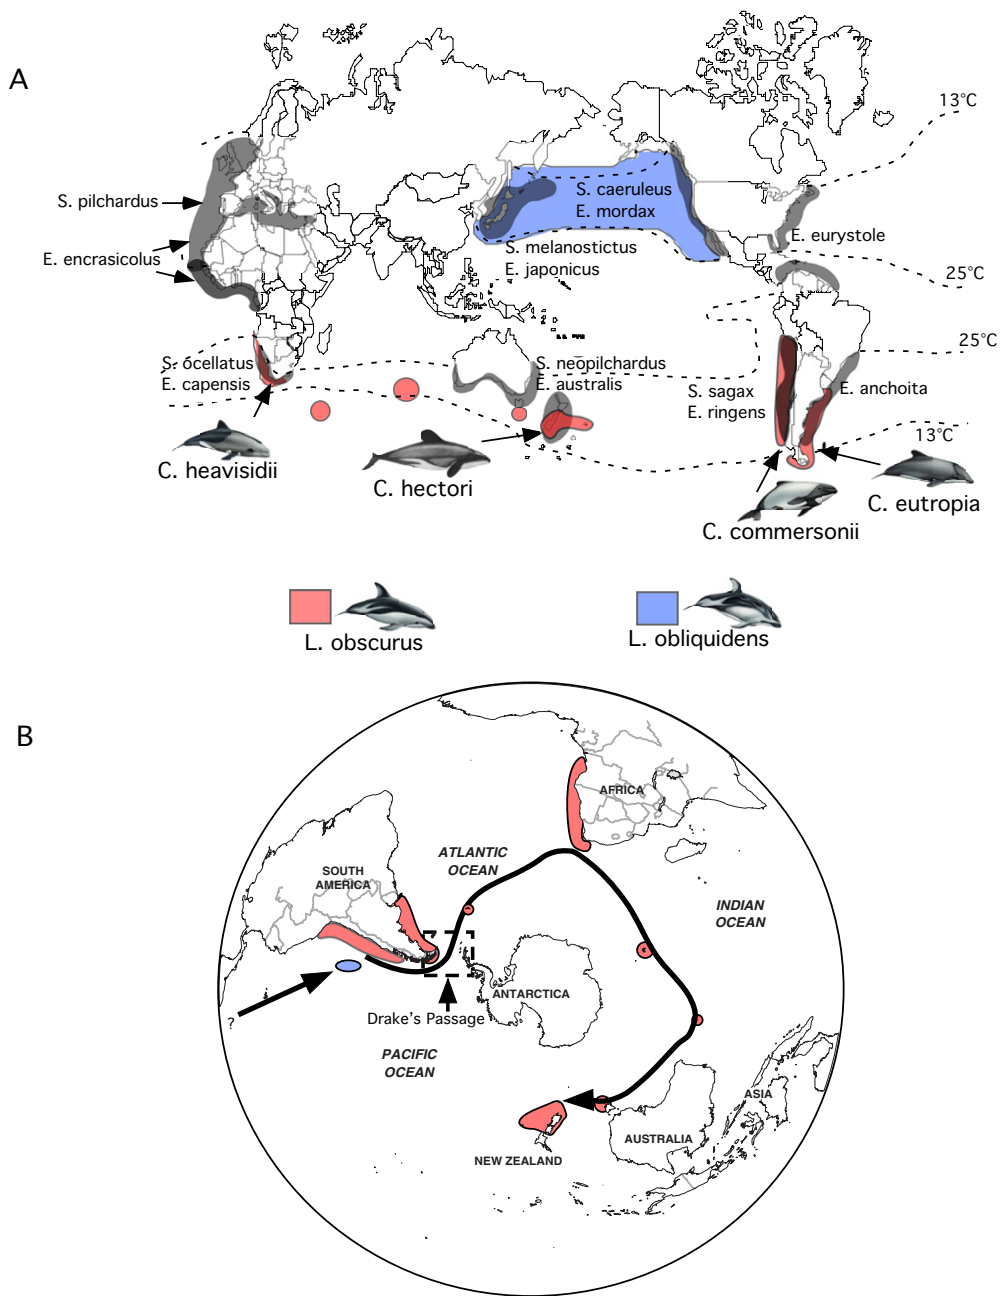 A
13°C
S. pilchardus
S. caeruleus
E. mordax
E. encrasicolus
E. eurystole
S. melanostictus
E. japonicus
25°C
25°C
S. ocellatus
E. capensis
S. neopilchardus
E. australis
S. sagax
E. ringens
E. anchoita
13°C
C. heavisidii
C. hectori
C. eutropia
C. commersonii
L. obscurus
L. obliquidens
B
AFRICA
ATLANTIC
OCEAN
SOUTH
AMERICA
INDIAN
OCEAN
ANTARCTICA
?
Drake's Passage
PACIFIC
OCEAN
ASIA
AUSTRALIA
NEW ZEALAND